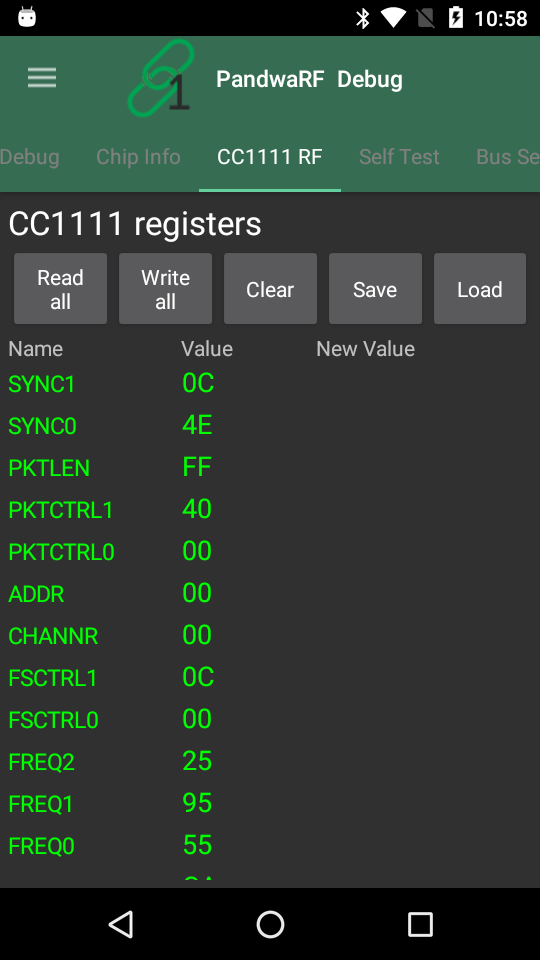 10:58
1
PandwaRF Debug
Debug Chip Info CC1111 RF Self Test Bus Se
CC1111 registers
Read all Write all Clear Save Load
Name Value New Value
SYNC1 0C
SYNC0 4E
PKTLEN FF
PKTCTRL1 40
PKTCTRL0 00
ADDR 00
CHANNR 00
FSCTRL1 0C
FSCTRL0 00
FREQ2 25
FREQ1 95
FREQ0 55